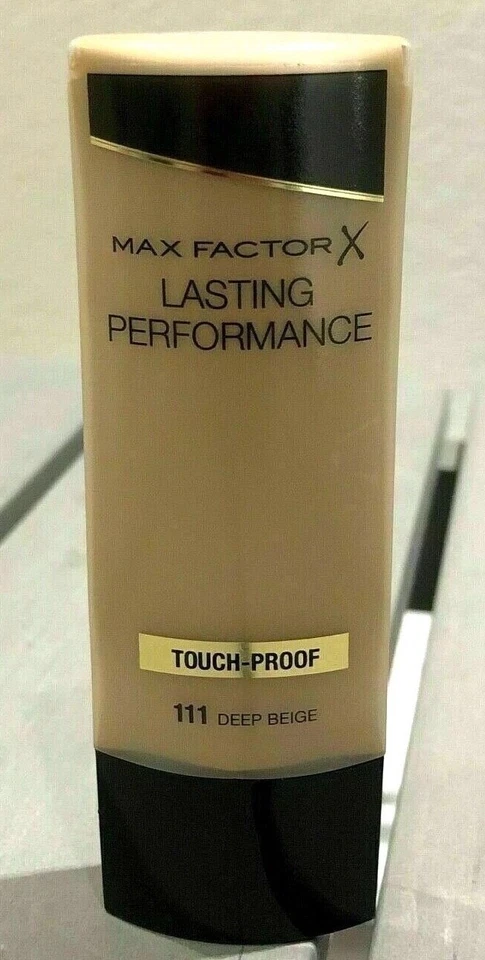 MAX FACTOR X
LASTING
PERFORMANCE
TOUCH-PROOF
111 DEEP BEIGE